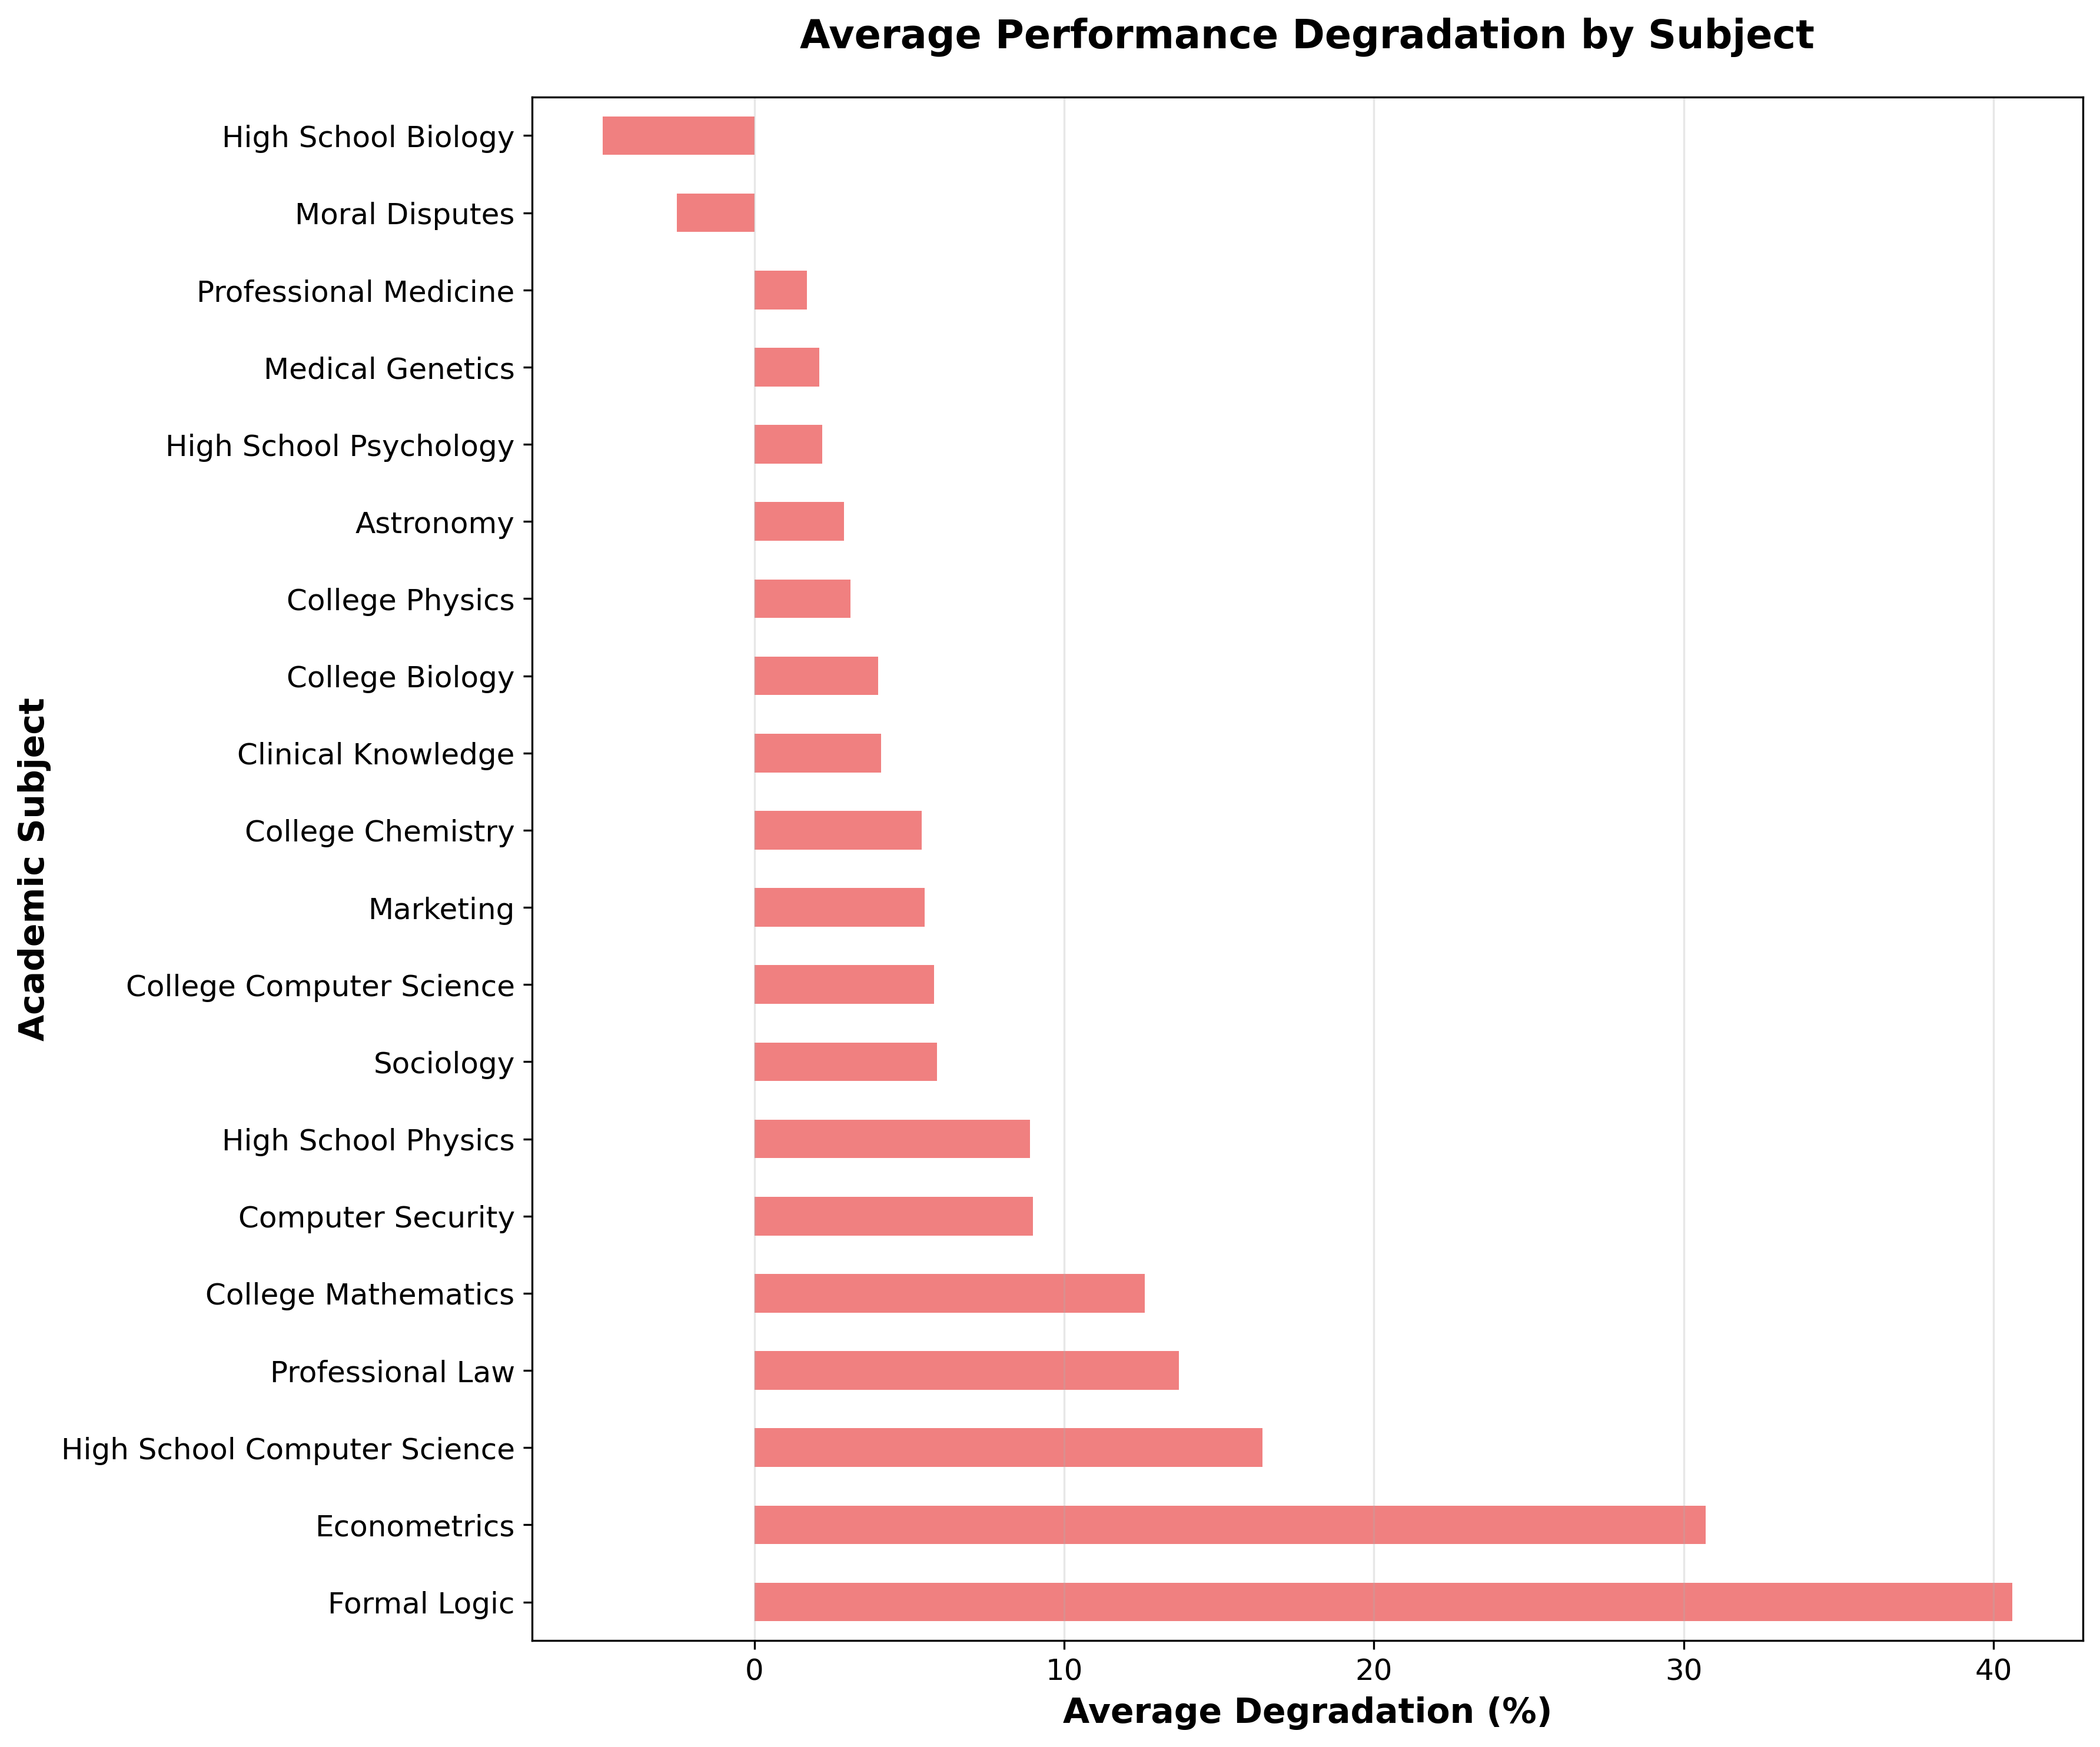 Average Performance Degradation by Subject
Academic Subject
High School Biology
Moral Disputes
Professional Medicine
Medical Genetics
High School Psychology
Astronomy
College Physics
College Biology
Clinical Knowledge
College Chemistry
Marketing
College Computer Science
Sociology
High School Physics
Computer Security
College Mathematics
Professional Law
High School Computer Science
Econometrics
Formal Logic
0 10 20 30 40
Average Degradation (%)